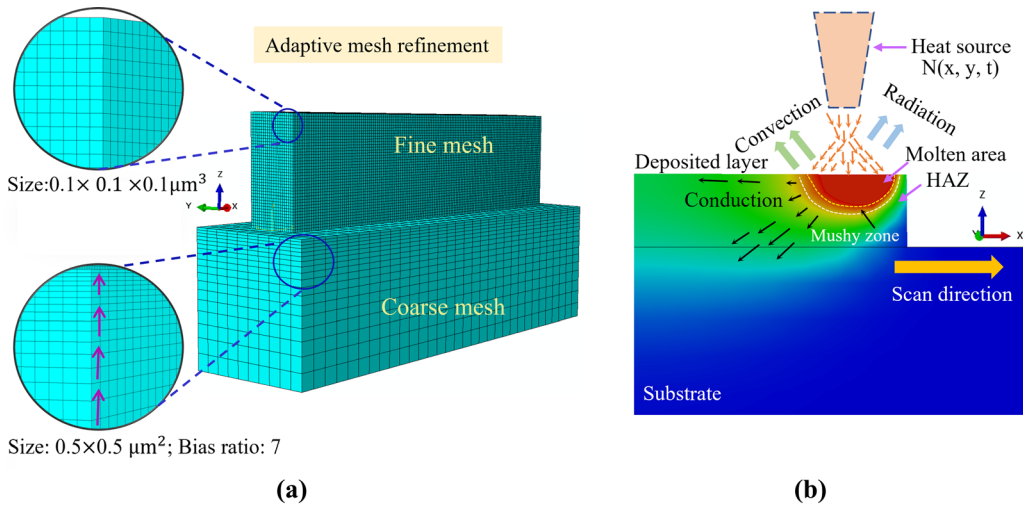 (a)
Adaptive mesh refinement
Fine mesh
Size:0.1× 0.1 ×0.1μm³
Z
Y
X
Coarse mesh
Size: 0.5×0.5 μm²; Bias ratio: 7
(a)
(b)
Heat source
N(x, y, t)
Convection
Radiation
Deposited layer
Molten area
HAZ
Conduction
Mushy zone
Z
Y
X
Scan direction
Substrate
(b)